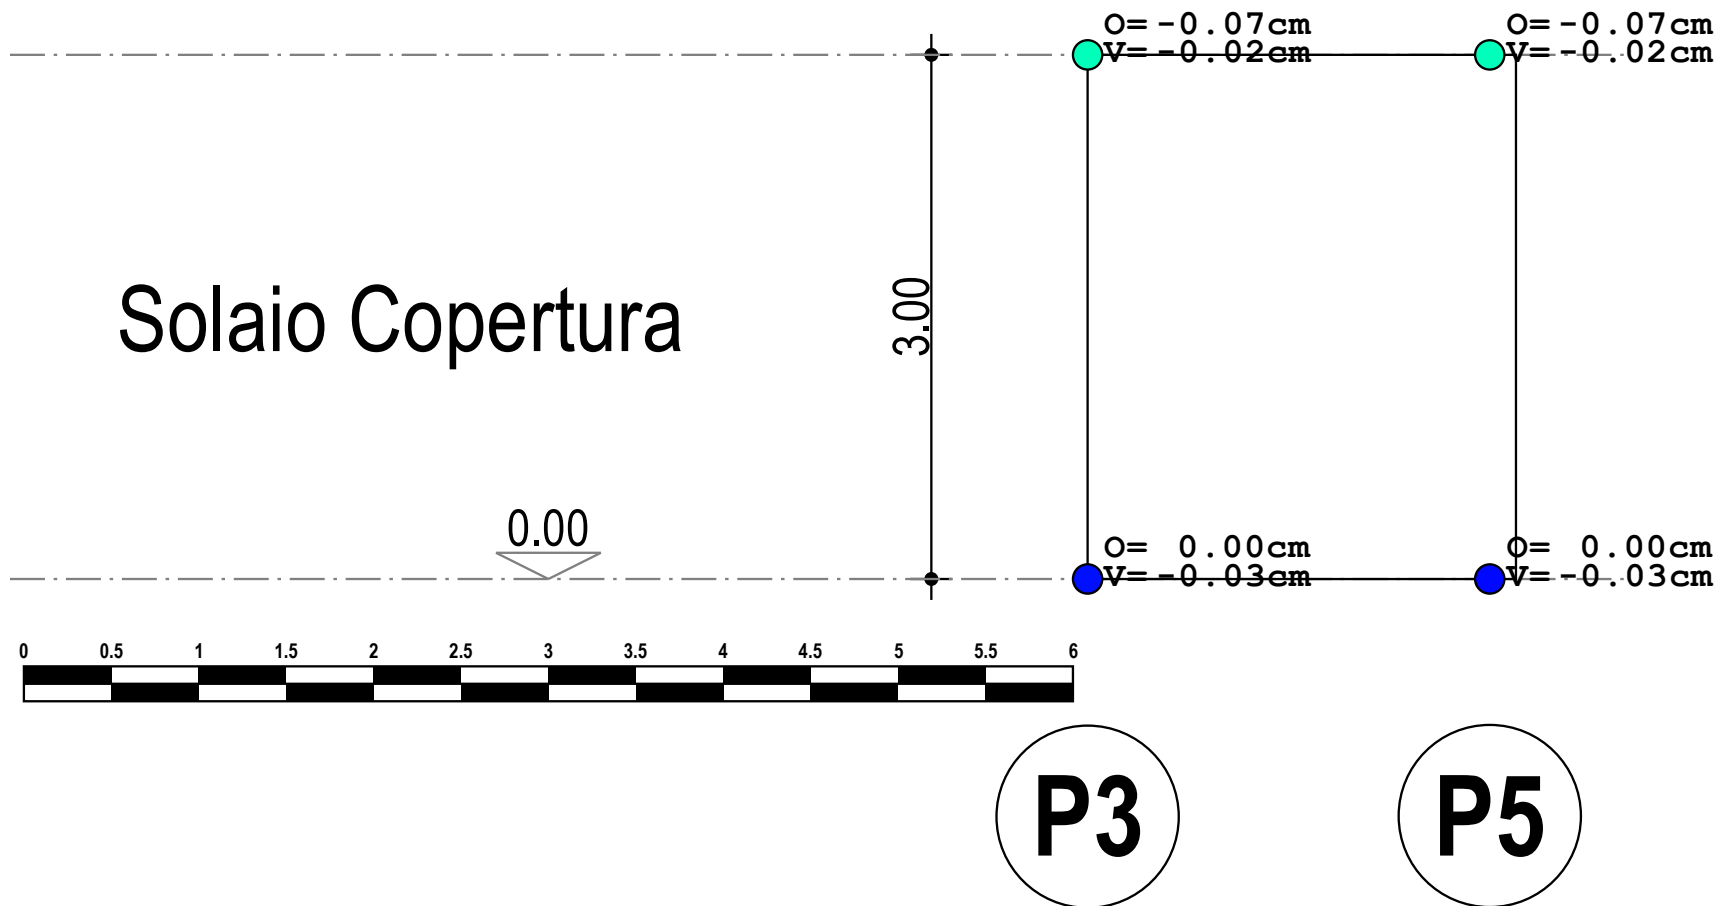 O= -0.07cm O= -0.07cm
V= -0.02cm V= -0.02cm
Solaio Copertura
3.00
0.00
O= 0.00cm O= 0.00cm
V= -0.03cm V= -0.03cm
0 0.5 1 1.5 2 2.5 3 3.5 4 4.5 5 5.5 6
P3 P5